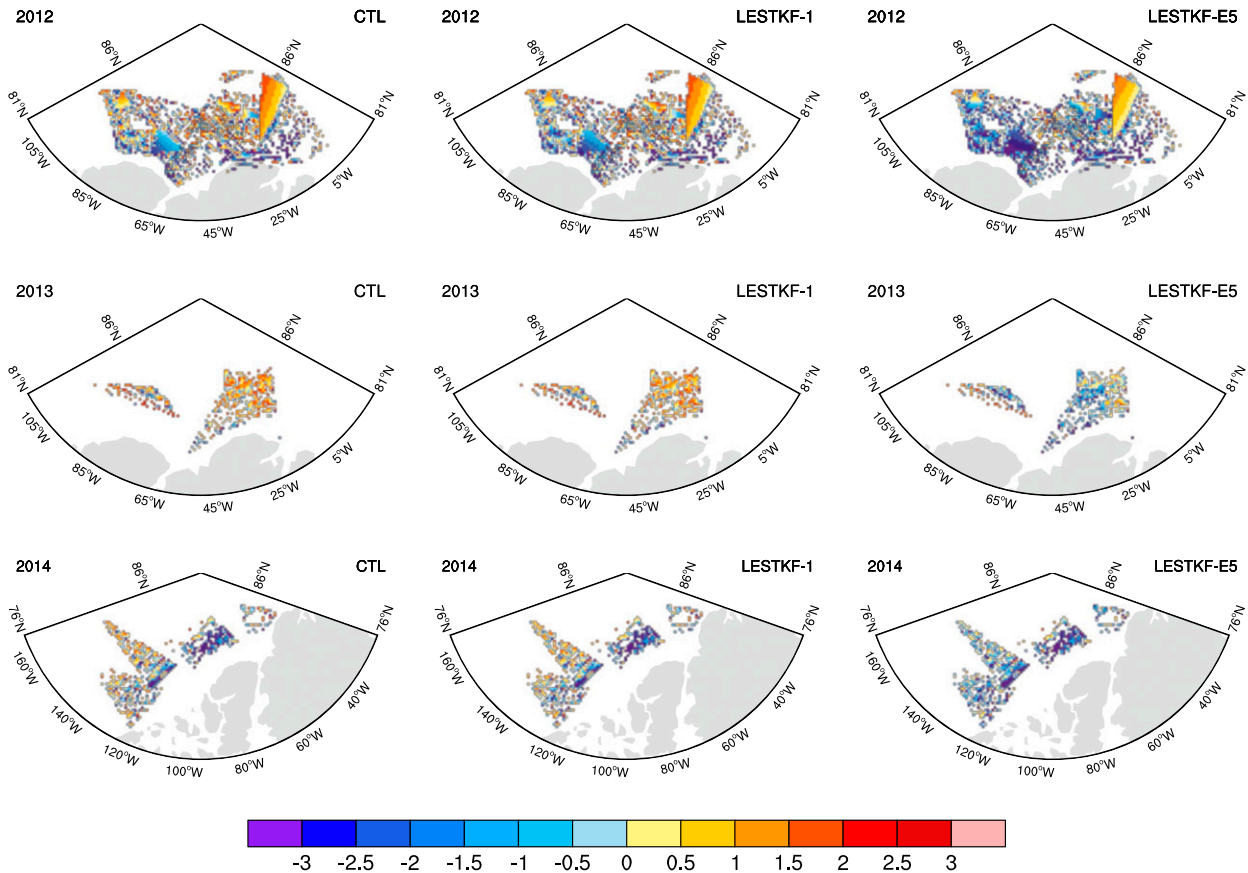 2012 CTL
86°N 86°N
81°N 81°N
105°W 5°W
85°W 25°W
65°W 45°W
2012 LESTKF-1
86°N 86°N
81°N 81°N
105°W 5°W
85°W 25°W
65°W 45°W
2012 LESTKF-E5
86°N 86°N
81°N 81°N
105°W 5°W
85°W 25°W
65°W 45°W
2013 CTL
86°N 86°N
81°N 81°N
105°W 5°W
85°W 25°W
65°W 45°W
2013 LESTKF-1
86°N 86°N
81°N 81°N
105°W 5°W
85°W 25°W
65°W 45°W
2013 LESTKF-E5
86°N 86°N
81°N 81°N
105°W 5°W
85°W 25°W
65°W 45°W
2014 CTL
86°N 86°N
76°N 76°N
160°W 40°W
140°W 60°W
120°W 100°W 80°W
2014 LESTKF-1
86°N 86°N
76°N 76°N
160°W 40°W
140°W 60°W
120°W 100°W 80°W
2014 LESTKF-E5
86°N 86°N
76°N 76°N
160°W 40°W
140°W 60°W
120°W 100°W 80°W
-3 -2.5 -2 -1.5 -1 -0.5 0 0.5 1 1.5 2 2.5 3